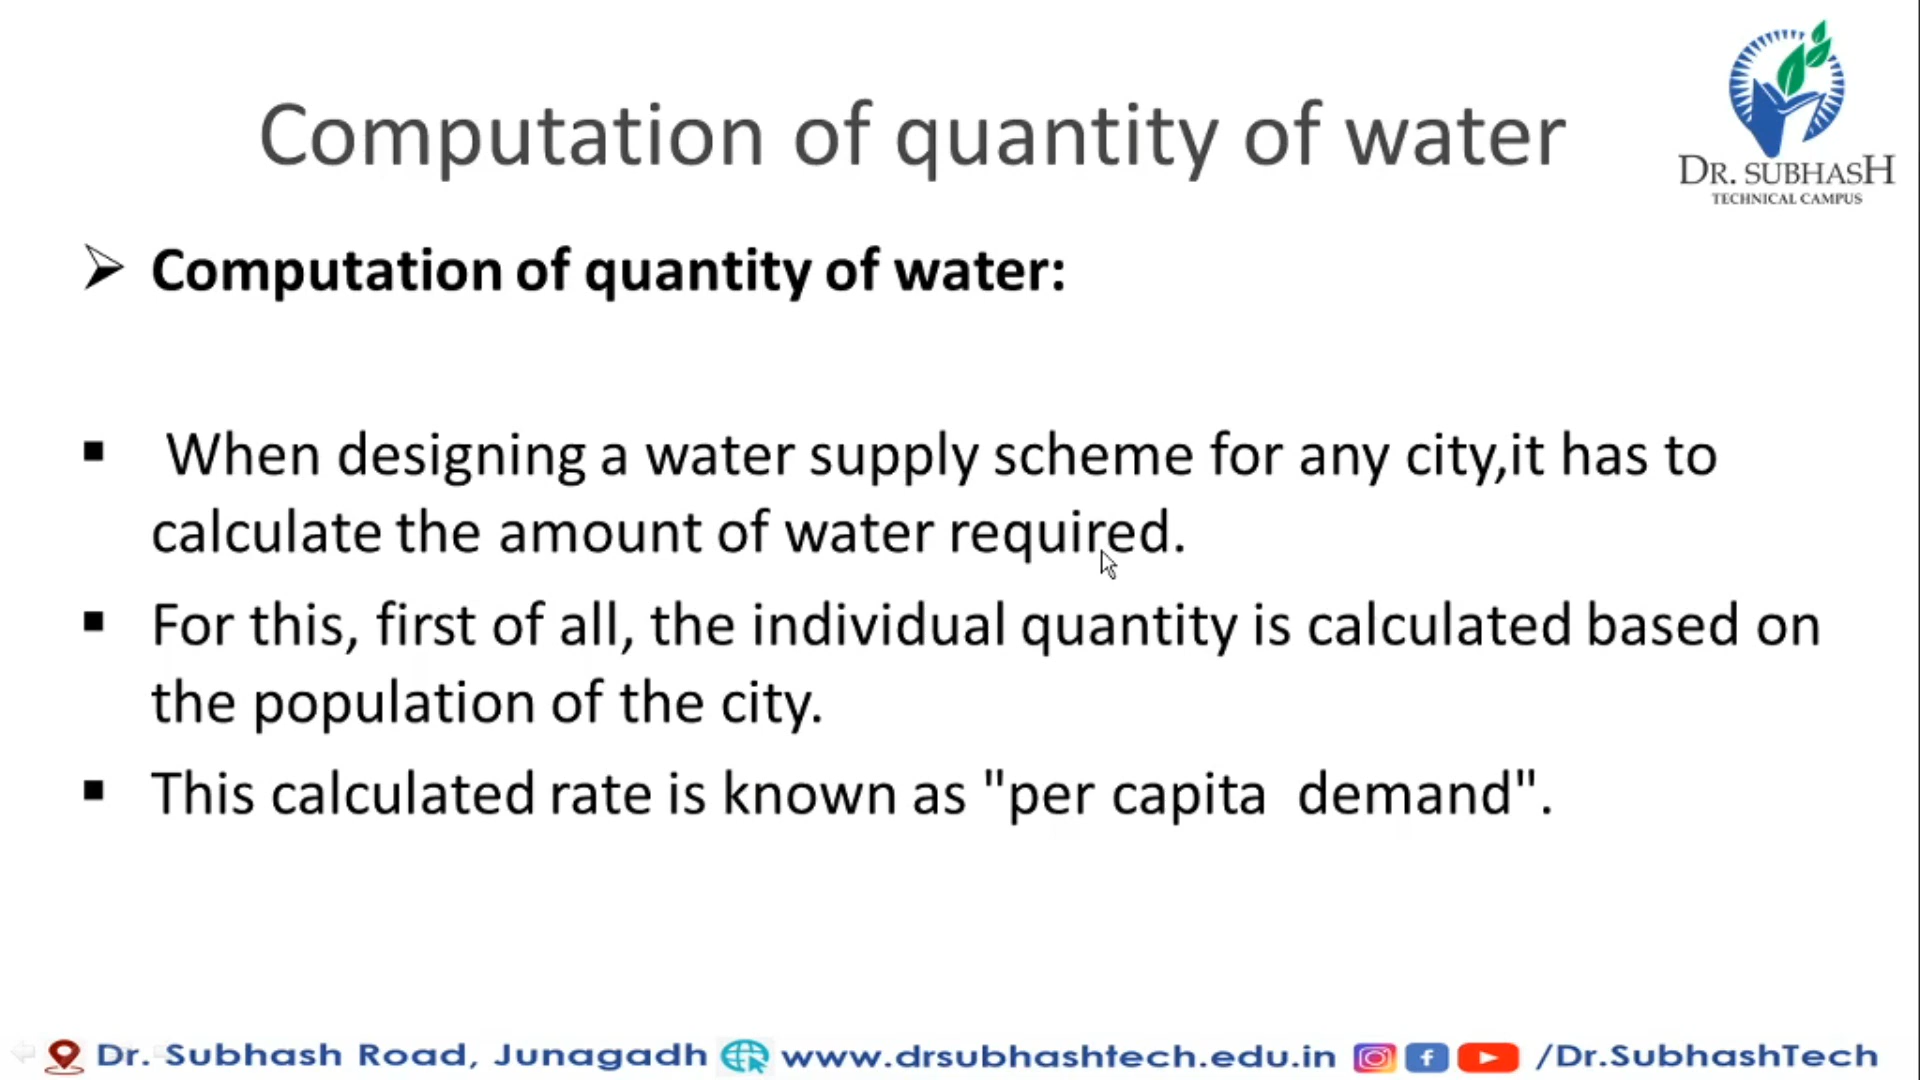 Computation of quantity of water
DR. SUBHASH
TECHNICAL CAMPUS
Computation of quantity of water:
When designing a water supply scheme for any city,it has to
calculate the amount of water required.
For this, first of all, the individual quantity is calculated based on
the population of the city.
This calculated rate is known as "per capita  demand".
Dr. Subhash Road, Junagadh www.drsubhashtech.edu.in /Dr.SubhashTech